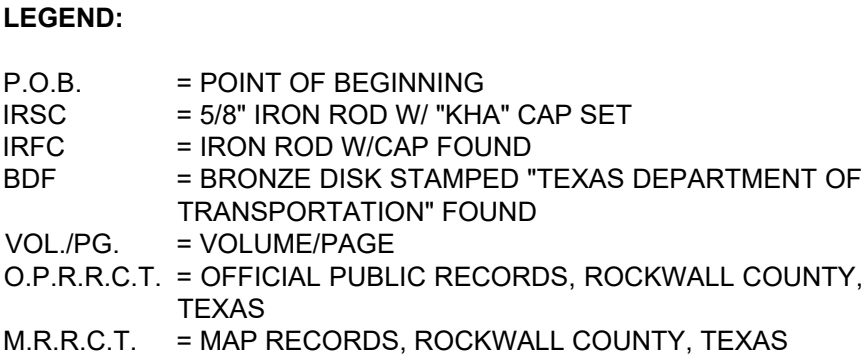 LEGEND:
P.O.B. = POINT OF BEGINNING
IRSC = 5/8" IRON ROD W/ "KHA" CAP SET
IRFC = IRON ROD W/CAP FOUND
BDF = BRONZE DISK STAMPED "TEXAS DEPARTMENT OF
TRANSPORTATION" FOUND
VOL./PG. = VOLUME/PAGE
O.P.R.R.C.T. = OFFICIAL PUBLIC RECORDS, ROCKWALL COUNTY,
TEXAS
M.R.R.C.T. = MAP RECORDS, ROCKWALL COUNTY, TEXAS